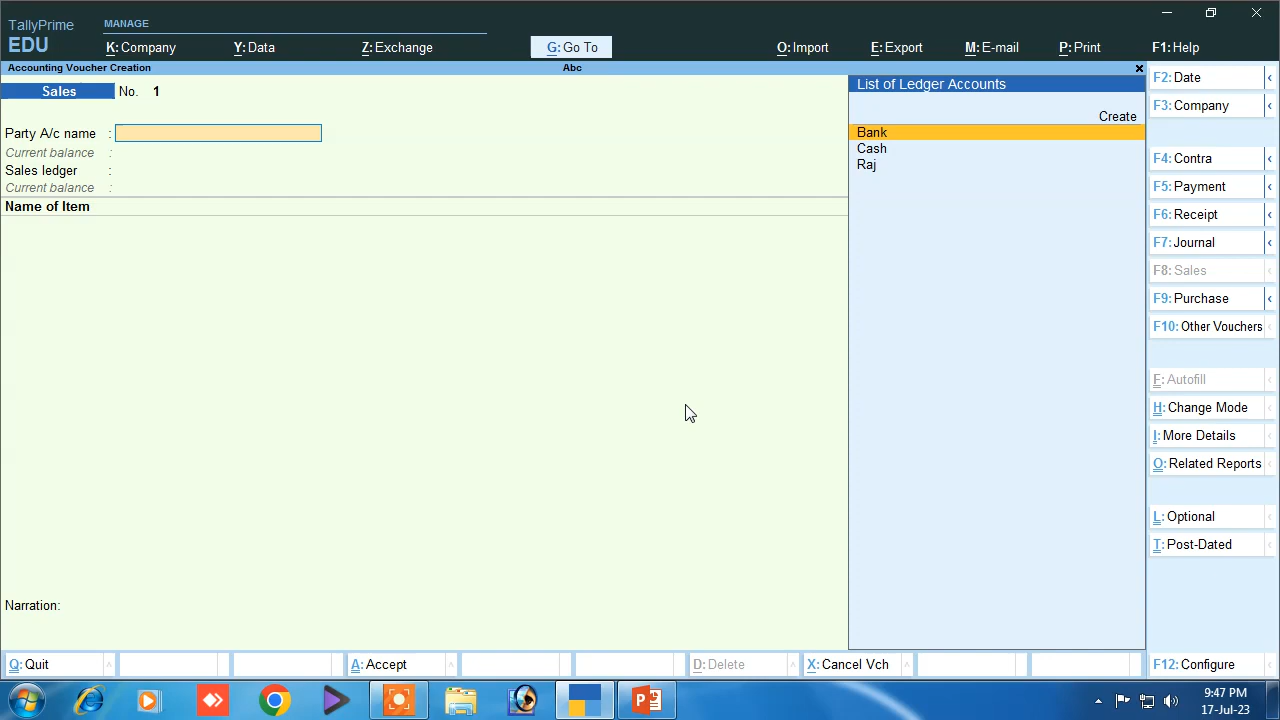 TallyPrime
EDU
MANAGE
K: Company
Y: Data
Z: Exchange
G: Go To
O: Import
E: Export
M: E-mail
P: Print
F1: Help
Accounting Voucher Creation
Abc
Sales No. 1
Party A/c name :
Current balance :
Sales ledger :
Current balance :
Name of Item
Narration:
List of Ledger Accounts
Create
Bank
Cash
Raj
F2: Date
F3: Company
F4: Contra
F5: Payment
F6: Receipt
F7: Journal
F8: Sales
F9: Purchase
F10: Other Vouchers
F: Autofill
H: Change Mode
I: More Details
O: Related Reports
L: Optional
T: Post-Dated
Q: Quit
A: Accept
D: Delete
X: Cancel Vch
F12: Configure
9:47 PM
17-Jul-23